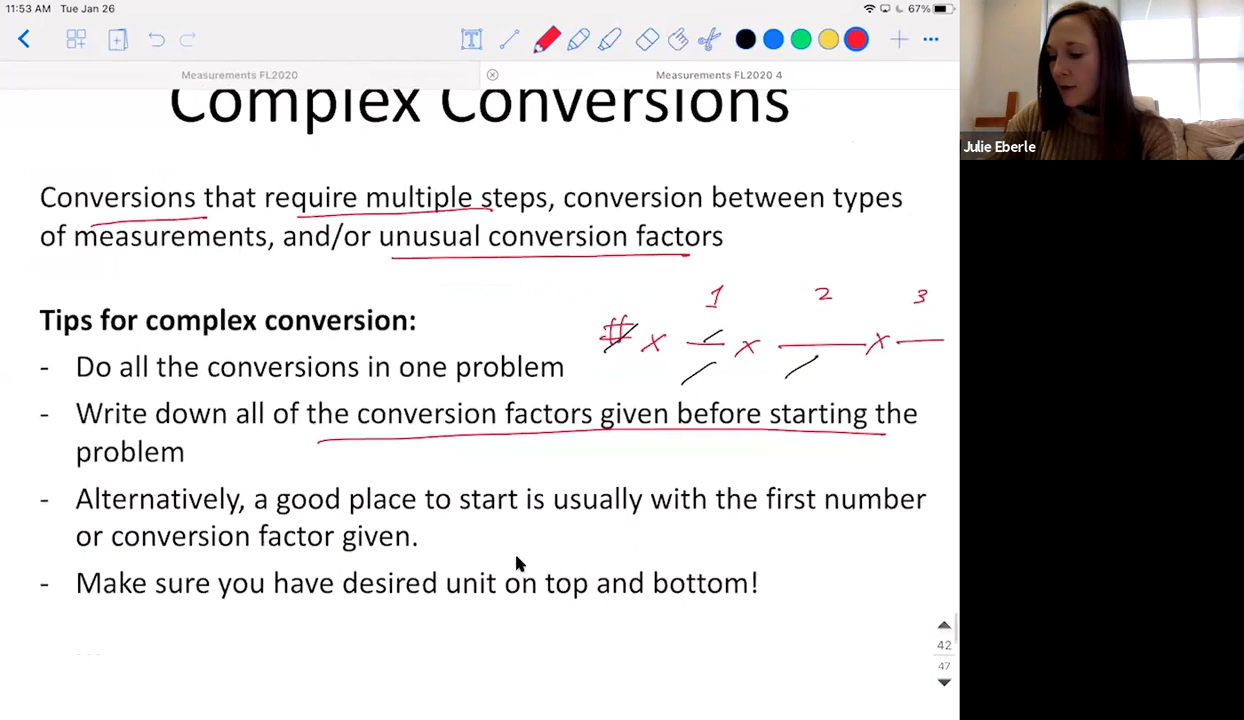 11:53 AM Tue Jan 26
67%
T
Measurements FL2020
Measurements FL2020 4
Complex Conversions
Julie Eberle
Conversions that require multiple steps, conversion between types
of measurements, and/or unusual conversion factors
1 2 3
Tips for complex conversion:
# x — x — x —
- Do all the conversions in one problem
- Write down all of the conversion factors given before starting the
problem
- Alternatively, a good place to start is usually with the first number
or conversion factor given.
- Make sure you have desired unit on top and bottom!
42
47